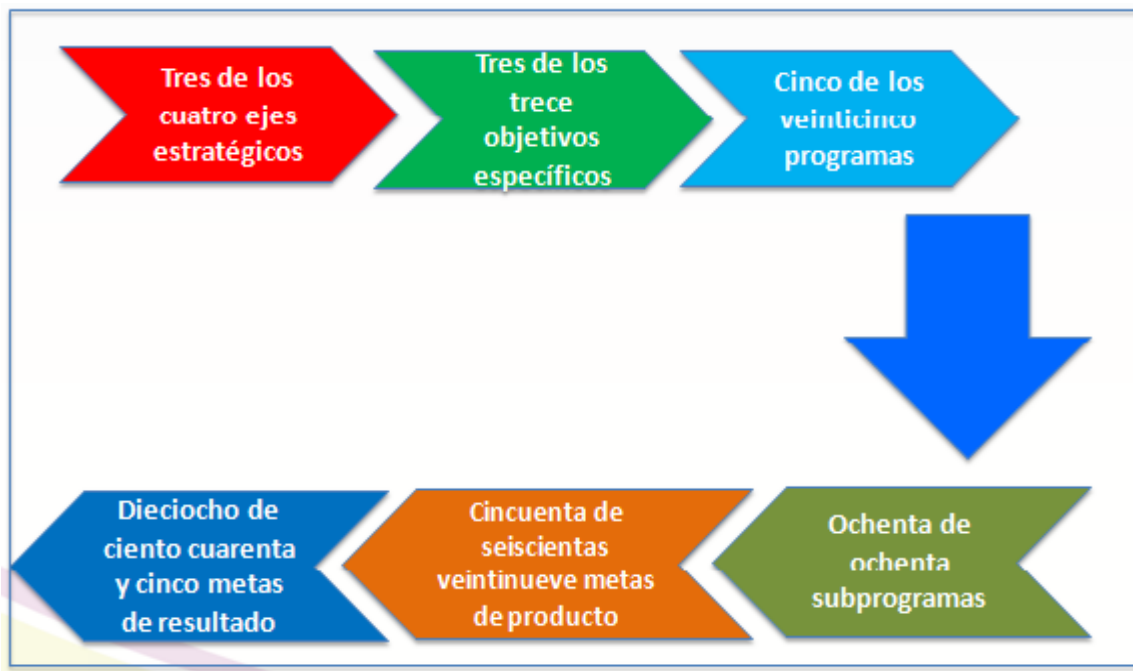 Tres de los
cuatro ejes
estratégicos
Tres de los
trece
objetivos
específicos
Cinco de los
veinticinco
programas
Ochenta de
ochenta
subprogramas
Cincuenta de
seiscientas
veintinueve metas
de producto
Dieciocho de
ciento cuarenta
y cinco metas
de resultado